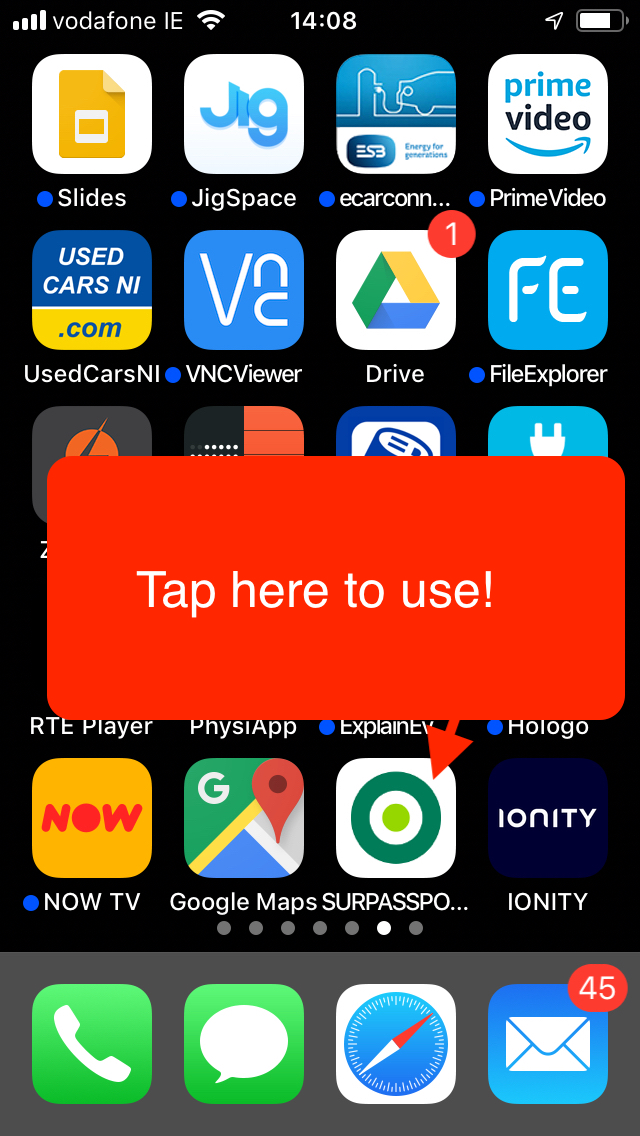 vodafone IE 14:08
prime video
ESB Energy for generations
Jig
Slides JigSpace ecarconn... PrimeVideo
1
USED CARS NI .com
Vnc
FE
UsedCarsNI VNCViewer Drive FileExplorer
Z
Tap here to use!
RTE Player PhysiApp ExplainEv Hologo
NOW
G
IONITY
NOW TV Google Maps SURPASSPO... IONITY
45